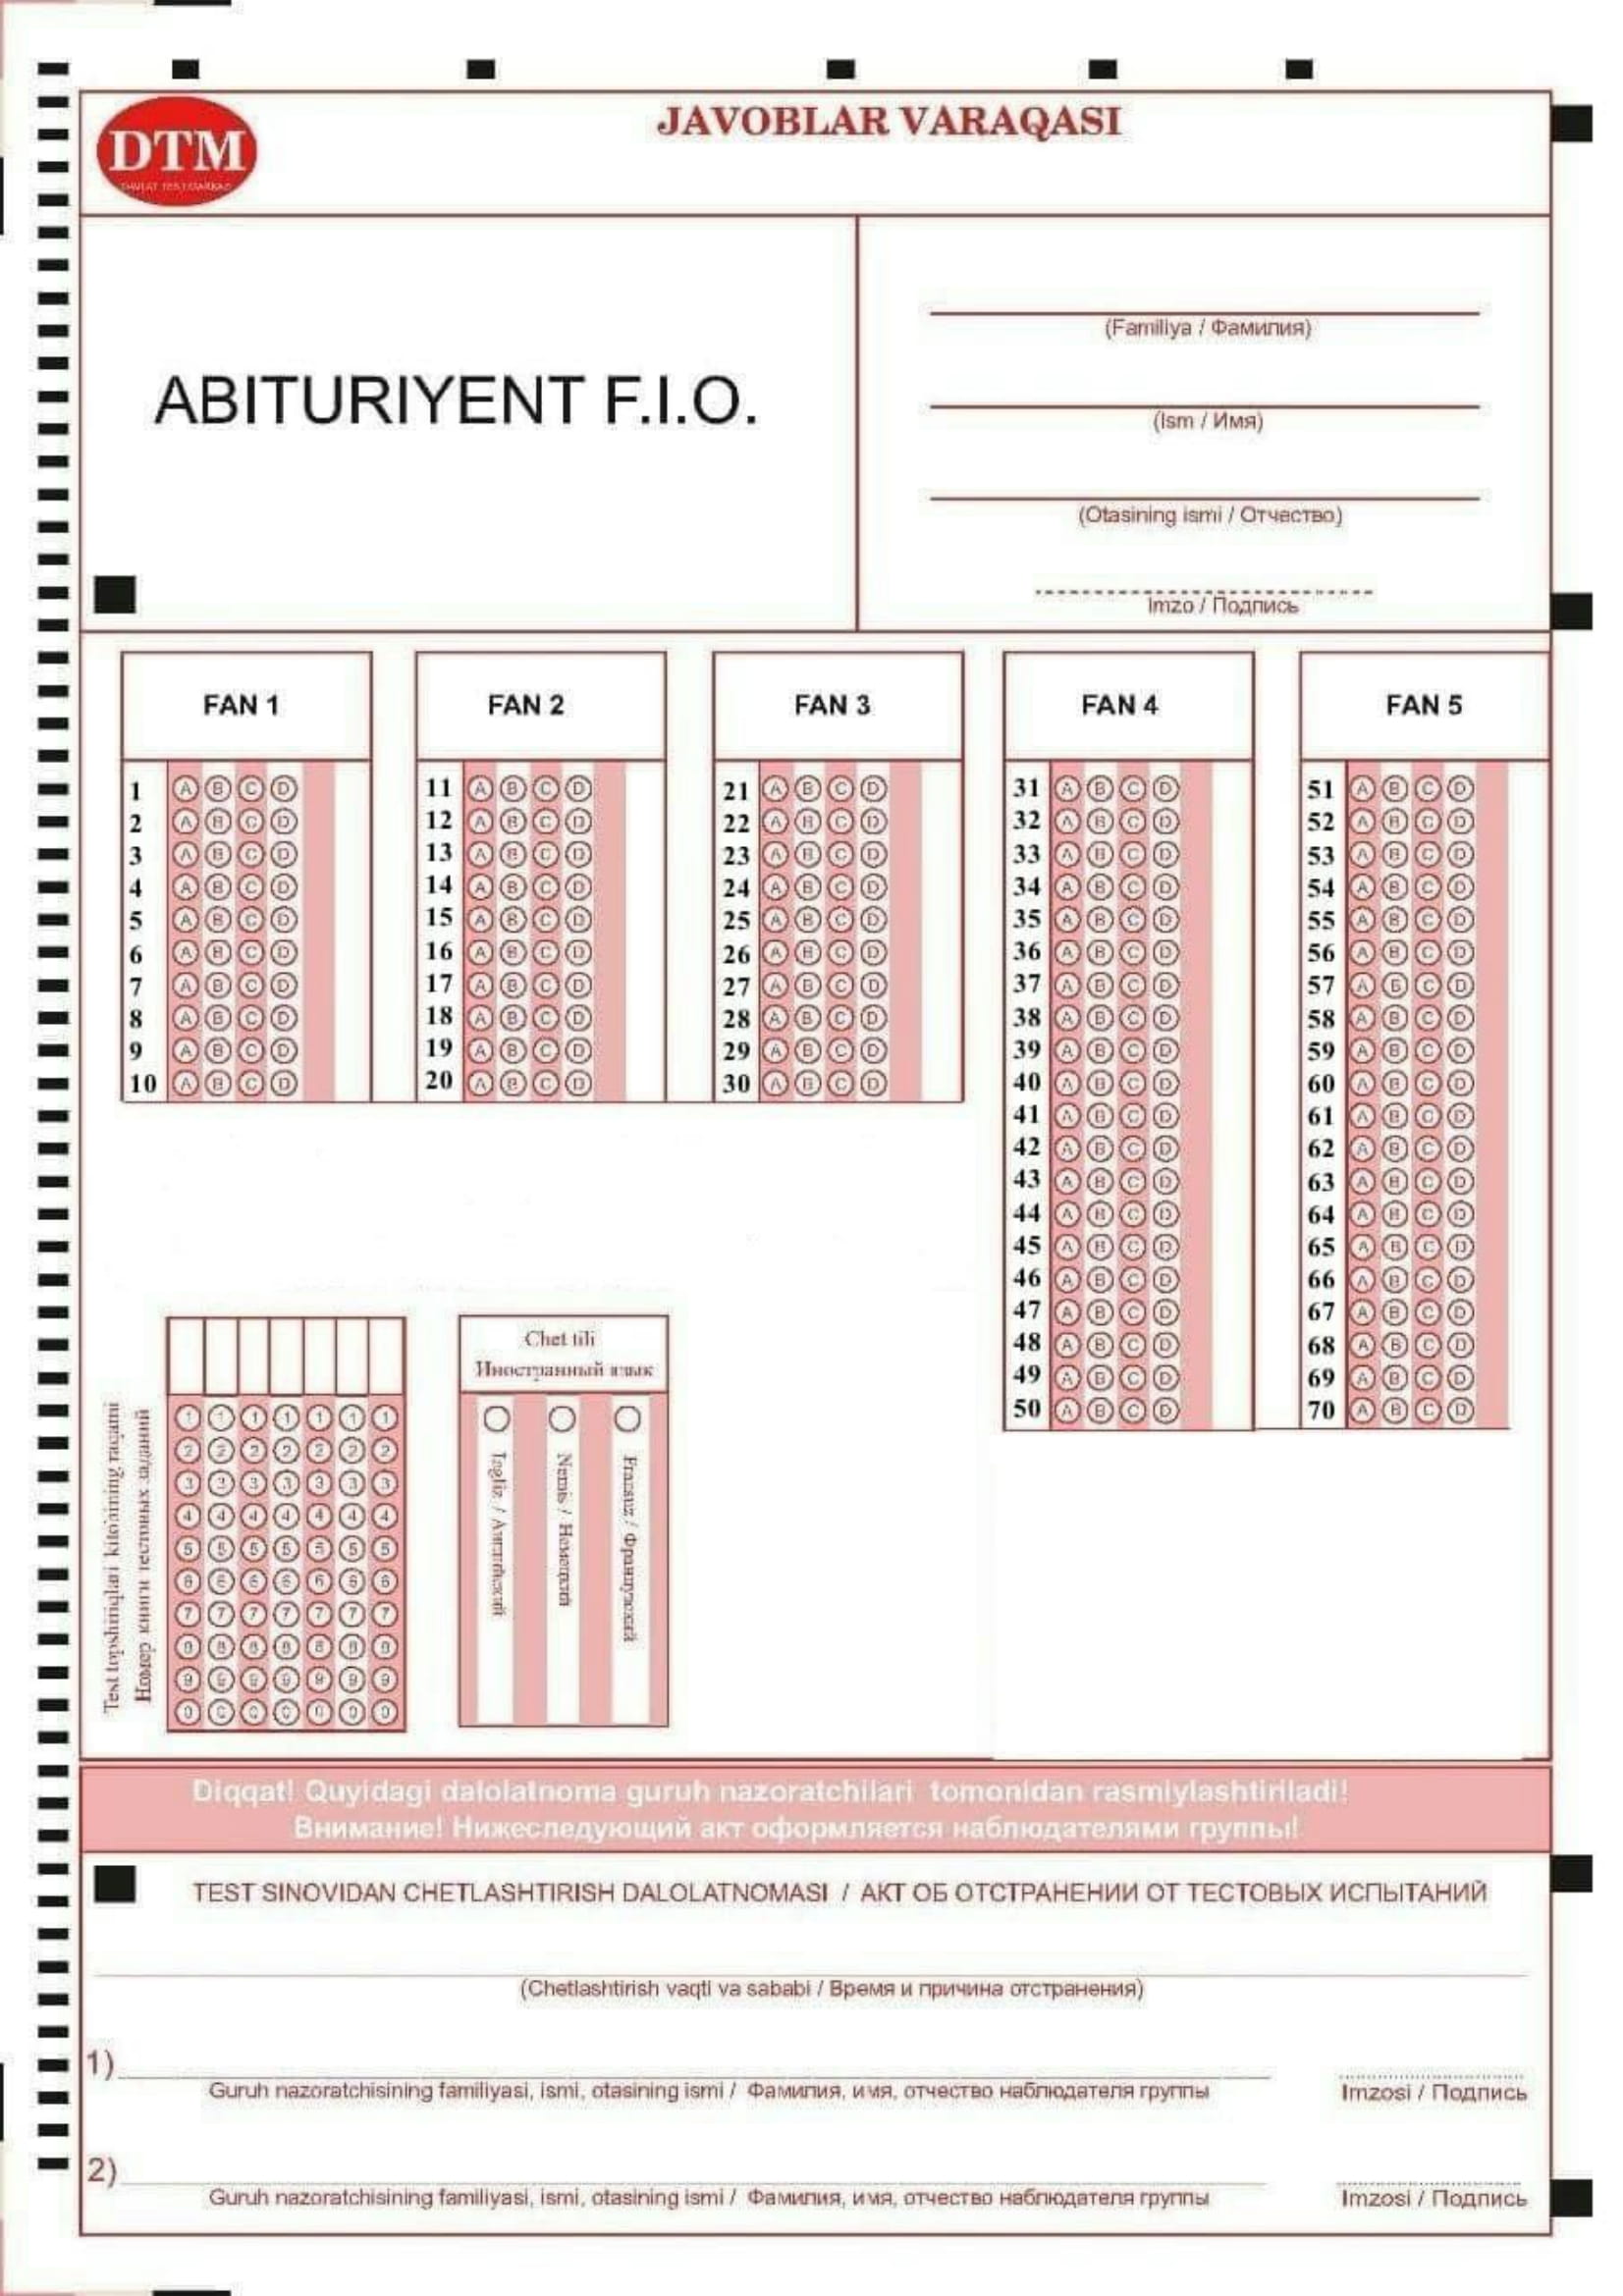 JAVOBLAR VARAQASI
DTM
ABITURIYENT F.I.O.
(Familiya / Фамилия)
(Ism / Имя)
(Otasining ismi / Отчество)
Imzo / Подпись
FAN 1
FAN 2
FAN 3
FAN 4
FAN 5
1 A B C D 11 A B C D 21 A B C D 31 A B C D 51 A B C D
2 A B C D 12 A B C D 22 A B C D 32 A B C D 52 A B C D
3 A B C D 13 A B C D 23 A B C D 33 A B C D 53 A B C D
4 A B C D 14 A B C D 24 A B C D 34 A B C D 54 A B C D
5 A B C D 15 A B C D 25 A B C D 35 A B C D 55 A B C D
6 A B C D 16 A B C D 26 A B C D 36 A B C D 56 A B C D
7 A B C D 17 A B C D 27 A B C D 37 A B C D 57 A B C D
8 A B C D 18 A B C D 28 A B C D 38 A B C D 58 A B C D
9 A B C D 19 A B C D 29 A B C D 39 A B C D 59 A B C D
10 A B C D 20 A B C D 30 A B C D 40 A B C D 60 A B C D
41 A B C D 61 A B C D
42 A B C D 62 A B C D
43 A B C D 63 A B C D
44 A B C D 64 A B C D
45 A B C D 65 A B C D
46 A B C D 66 A B C D
47 A B C D 67 A B C D
48 A B C D 68 A B C D
49 A B C D 69 A B C D
50 A B C D 70 A B C D
Test topshiriqlari kitobining raqami
Номер книги тестовых заданий
1 1 1 1 1 1 1
2 2 2 2 2 2 2
3 3 3 3 3 3 3
4 4 4 4 4 4 4
5 5 5 5 5 5 5
6 6 6 6 6 6 6
7 7 7 7 7 7 7
8 8 8 8 8 8 8
9 9 9 9 9 9 9
0 0 0 0 0 0 0
Chet tili
Иностранный язык
Ingliz / Английский
Nemis / Немецкий
Fransuz / Французский
Diqqat! Quyidagi dalolatnoma guruh nazoratchilari tomonidan rasmiylashtiriladi!
Внимание! Нижеследующий акт оформляется наблюдателями группы!
TEST SINOVIDAN CHETLASHTIRISH DALOLATNOMASI / АКТ ОБ ОТСТРАНЕНИИ ОТ ТЕСТОВЫХ ИСПЫТАНИЙ
(Chetlashtirish vaqti va sababi / Время и причина отстранения)
1)
Guruh nazoratchisining familiyasi, ismi, otasining ismi / Фамилия, имя, отчество наблюдателя группы
Imzosi / Подпись
2)
Guruh nazoratchisining familiyasi, ismi, otasining ismi / Фамилия, имя, отчество наблюдателя группы
Imzosi / Подпись